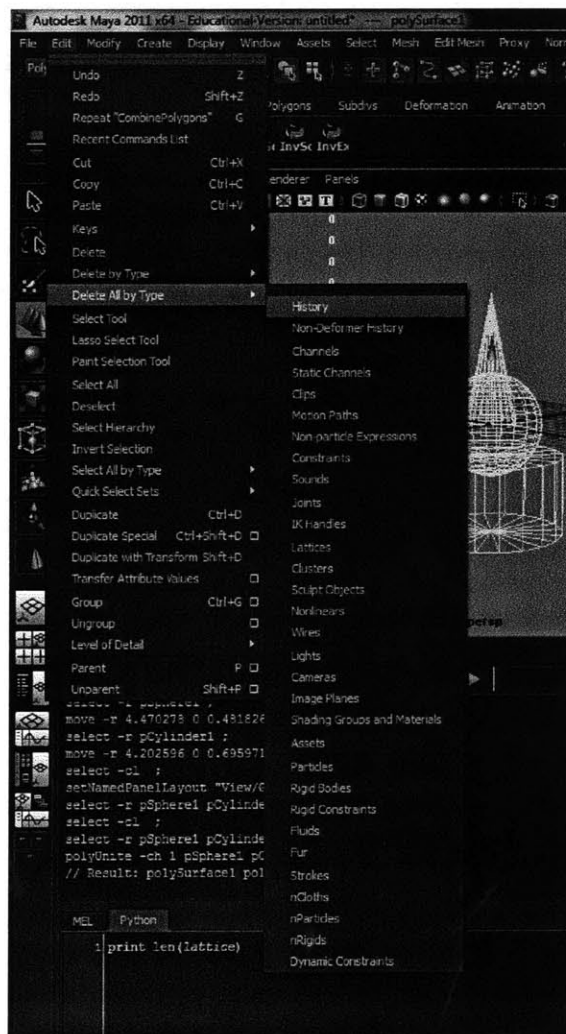 Autodesk Maya 2011 x64 - Educational Version: untitled* --- polySurface1
File Edit Modify Create Display Window Assets Select Mesh Edit Mesh Proxy
Undo Z
Redo Shift+Z
Repeat "CombinePolygons" G
Recent Commands List
Cut Ctrl+X
Copy Ctrl+C
Paste Ctrl+V
Keys
Delete
Delete by Type
Delete All by Type
Select Tool
Lasso Select Tool
Paint Selection Tool
Select All
Deselect
Select Hierarchy
Invert Selection
Select All by Type
Quick Select Sets
Duplicate Ctrl+D
Duplicate Special Ctrl+Shift+D
Duplicate with Transform Shift+D
Transfer Attribute Values
Group Ctrl+G
Ungroup
Level of Detail
Parent P
Unparent Shift+P
olygons Subdivs Deformation Animation
InvSc InvEx
enderer Panels
0
0
0
0
History
Non-Deformer History
Channels
Static Channels
Clips
Motion Paths
Non-particle Expressions
Constraints
Sounds
Joints
IK Handles
Lattices
Clusters
Sculpt Objects
Nonlinears
Wires
Lights
Cameras
Image Planes
Shading Groups and Materials
Assets
Particles
Rigid Bodies
Rigid Constraints
Fluids
Fur
Strokes
nCloths
nParticles
nRigids
Dynamic Constraints
persp
select -r pSphere1 ;
move -r 4.470278 0 0.481826
select -r pCylinder1 ;
move -r 4.202596 0 0.695971
select -cl ;
setNamedPanelLayout "View/G
select -r pSphere1 pCylinde
select -cl ;
select -r pSphere1 pCylinde
polyUnite -ch 1 pSphere1 pC
// Result: polySurface1 pol
MEL Python
1 print len(lattice)